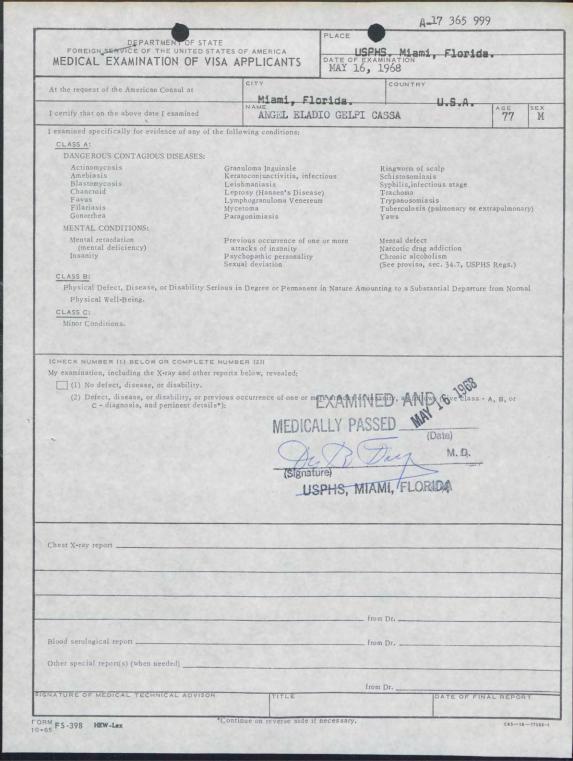 A-17 365 999
DEPARTMENT OF STATE
FOREIGN SERVICE OF THE UNITED STATES OF AMERICA
MEDICAL EXAMINATION OF VISA APPLICANTS
PLACE
USPHS. Miami, Florida.
DATE OF EXAMINATION
MAY 16, 1968
At the request of the American Consul at
CITY
Miami, Florida.
COUNTRY
U.S.A.
I certify that on the above date I examined
NAME
ANGEL ELADIO GELPI CASSA
AGE
77
SEX
M
I examined specifically for evidence of any of the following conditions:
CLASS A:
DANGEROUS CONTAGIOUS DISEASES:
Actinomycosis
Amebiasis
Blastomycosis
Chancroid
Favus
Filariasis
Gonorrhea
Granuloma Inguinale
Keratoconjunctivitis, infectious
Leishmaniasis
Leprosy (Hansen's Disease)
Lymphogranuloma Venereum
Mycetoma
Paragonimiasis
Ringworm of scalp
Schistosomiasis
Syphilis, infectious stage
Trachoma
Trypanosomiasis
Tuberculosis (pulmonary or extrapulmonary)
Yaws
MENTAL CONDITIONS:
Mental retardation
(mental deficiency)
Insanity
Previous occurrence of one or more
attacks of insanity
Psychopathic personality
Sexual deviation
Mental defect
Narcotic drug addiction
Chronic alcoholism
(See proviso, sec. 34.7, USPHS Regs.)
CLASS B:
Physical Defect, Disease, or Disability Serious in Degree or Permanent in Nature Amounting to a Substantial Departure from Normal
Physical Well-Being.
CLASS C:
Minor Conditions.
(CHECK NUMBER (1) BELOW OR COMPLETE NUMBER (2))
My examination, including the X-ray and other reports below, revealed:
(1) No defect, disease, or disability.
(2) Defect, disease, or disability, or previous occurrence of one or class - A, B, or
C - diagnosis, and pertinent details*):
EXAMINED AND
MEDICALLY PASSED MAY 16 1968
(Date)
M. D.
(Signature)
USPHS, MIAMI, FLORIDA
Chest X-ray report
from Dr.
Blood serological report from Dr.
Other special report(s) (when needed)
from Dr.
SIGNATURE OF MEDICAL TECHNICAL ADVISOR
TITLE
DATE OF FINAL REPORT
FORM FS-398 HEW-Lex
10-65
*Continue on reverse side if necessary.